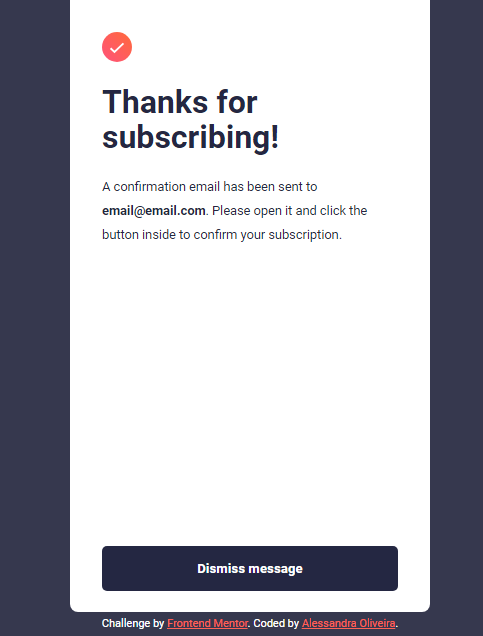 Thanks for
subscribing!
A confirmation email has been sent to
email@email.com. Please open it and click the
button inside to confirm your subscription.
Dismiss message
Challenge by Frontend Mentor. Coded by Alessandra Oliveira.